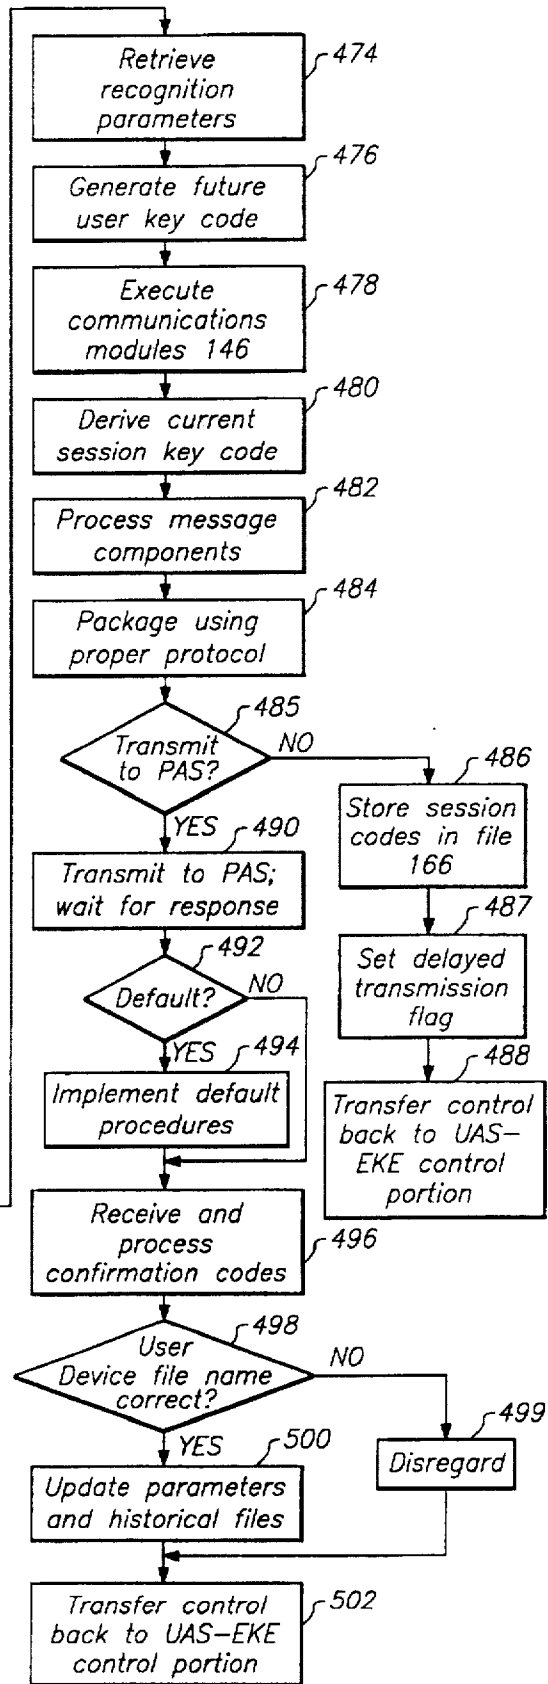 Retrieve
recognition
parameters
474
Generate future
user key code
476
Execute
communications
modules 146
478
Derive current
session key code
480
Process message
components
482
Package using
proper protocol
484
Transmit
to PAS?
485
NO
YES
Store session
codes in file
166
486
Set delayed
transmission
flag
487
Transfer control
back to UAS–
EKE control
portion
488
Transmit to PAS;
wait for response
490
Default?
492
NO
YES
Implement default
procedures
494
Receive and
process
confirmation codes
496
User
Device file name
correct?
498
NO
YES
Disregard
499
Update parameters
and historical files
500
Transfer control
back to UAS–EKE
control portion
502